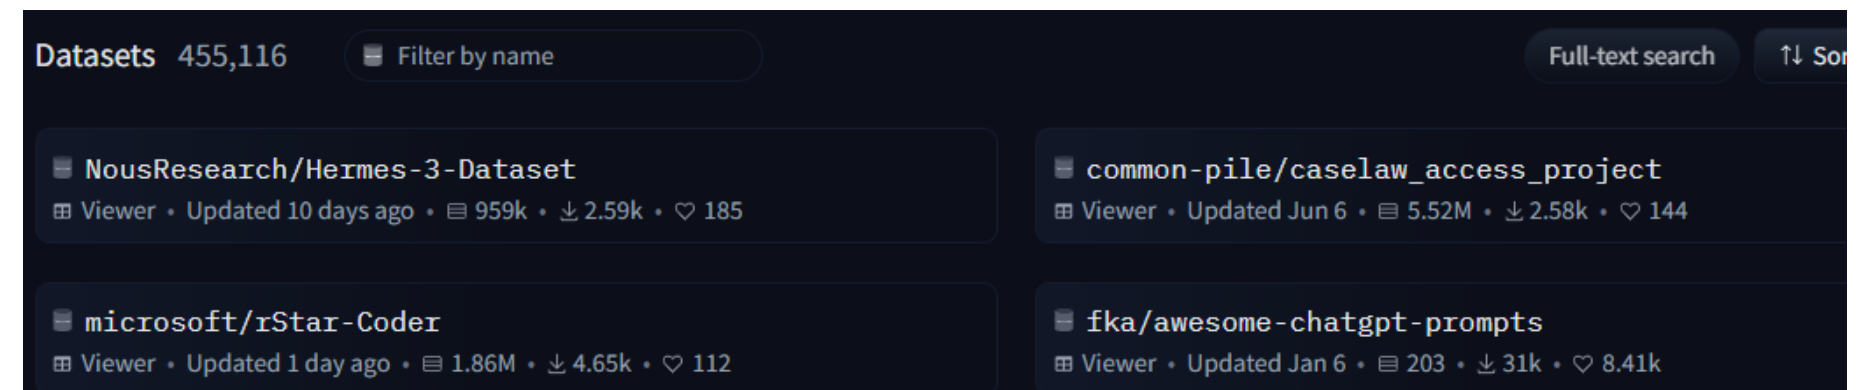 Datasets 455,116 Filter by name Full-text search Sor
NousResearch/Hermes-3-Dataset
Viewer • Updated 10 days ago • 959k • 2.59k • 185
common-pile/caselaw_access_project
Viewer • Updated Jun 6 • 5.52M • 2.58k • 144
microsoft/rStar-Coder
Viewer • Updated 1 day ago • 1.86M • 4.65k • 112
fka/awesome-chatgpt-prompts
Viewer • Updated Jan 6 • 203 • 31k • 8.41k